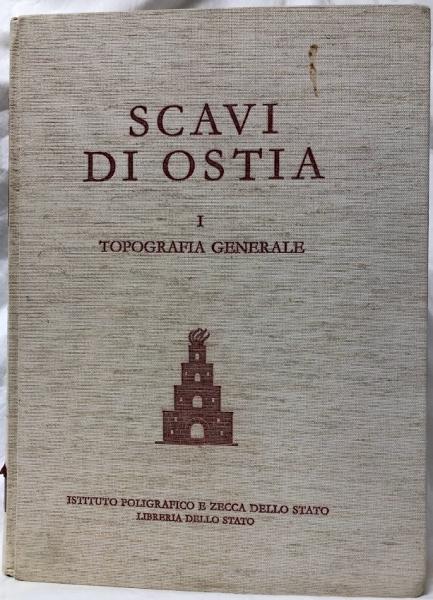 SCAVI
DI OSTIA
I
TOPOGRAFIA GENERALE
ISTITUTO POLIGRAFICO E ZECCA DELLO STATO
LIBRERIA DELLO STATO